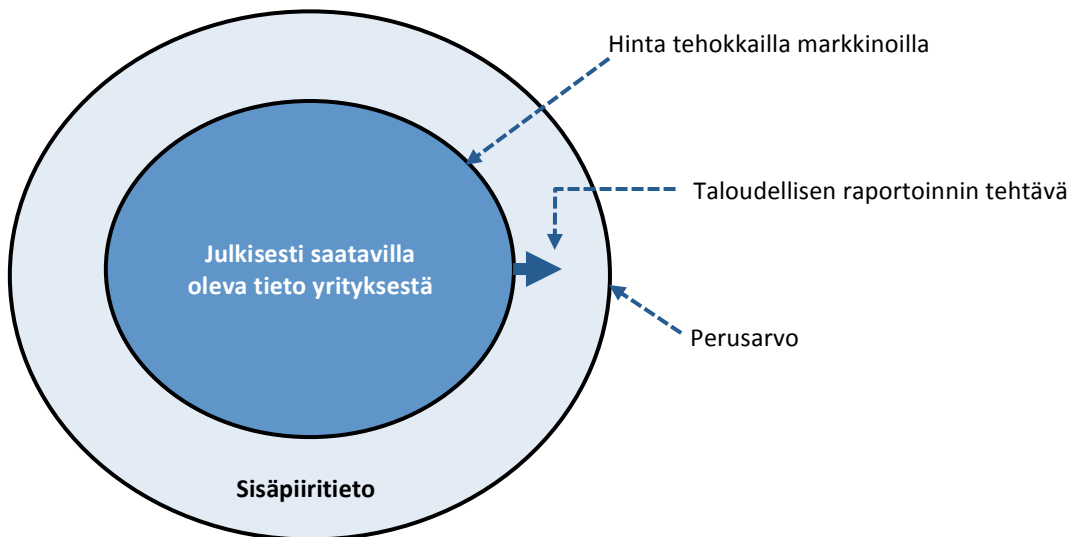 Hinta tehokkailla markkinoilla
Taloudellisen raportoinnin tehtävä
Julkisesti saatavilla
oleva tieto yrityksestä
Perusarvo
Sisäpiiritieto